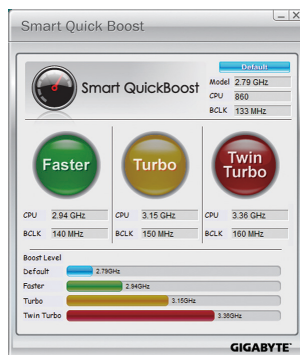 Smart Quick Boost
Default
Smart QuickBoost
Model 2.79 GHz
CPU 860
BCLK 133 MHz
Faster
Turbo
Twin Turbo
CPU 2.94 GHz CPU 3.15 GHz CPU 3.36 GHz
BCLK 140 MHz BCLK 150 MHz BCLK 160 MHz
Boost Level
Default 2.79GHz
Faster 2.94GHz
Turbo 3.15GHz
Twin Turbo 3.36GHz
GIGABYTE™